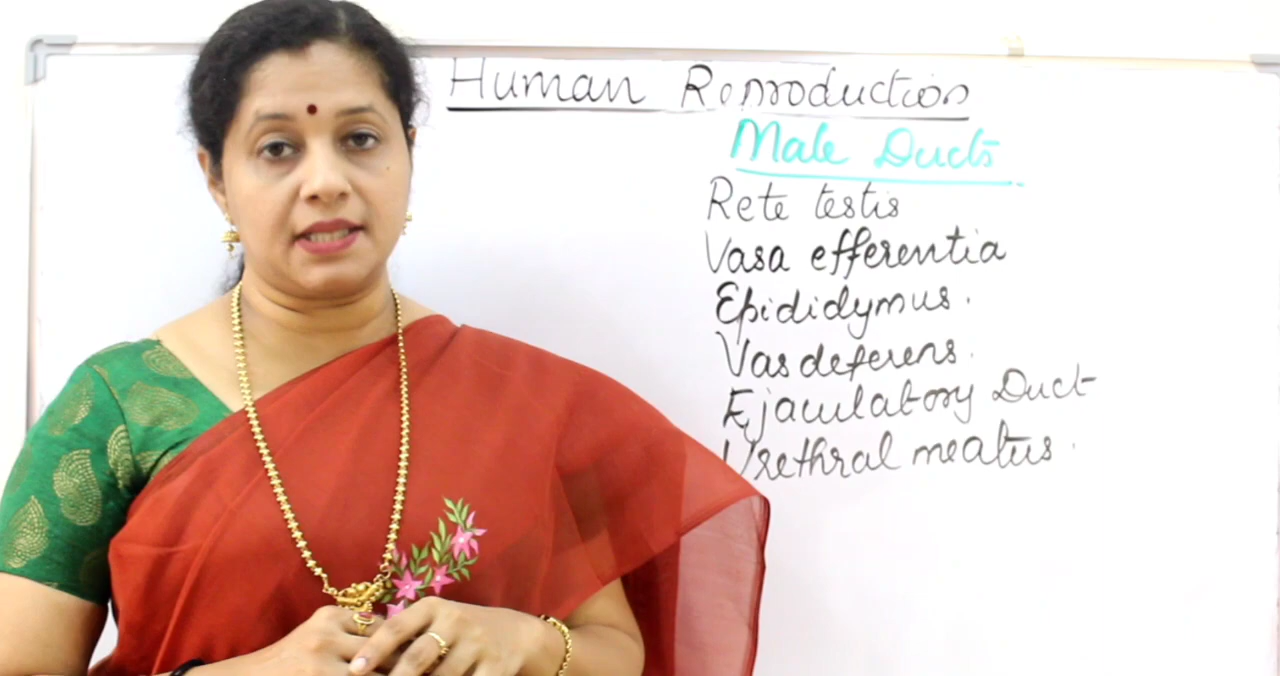 Human Reproduction
Male Ducts
Rete testis
Vasa efferentia
Epididymus.
Vas deferens.
Ejaculatory Duct
Urethral meatus.